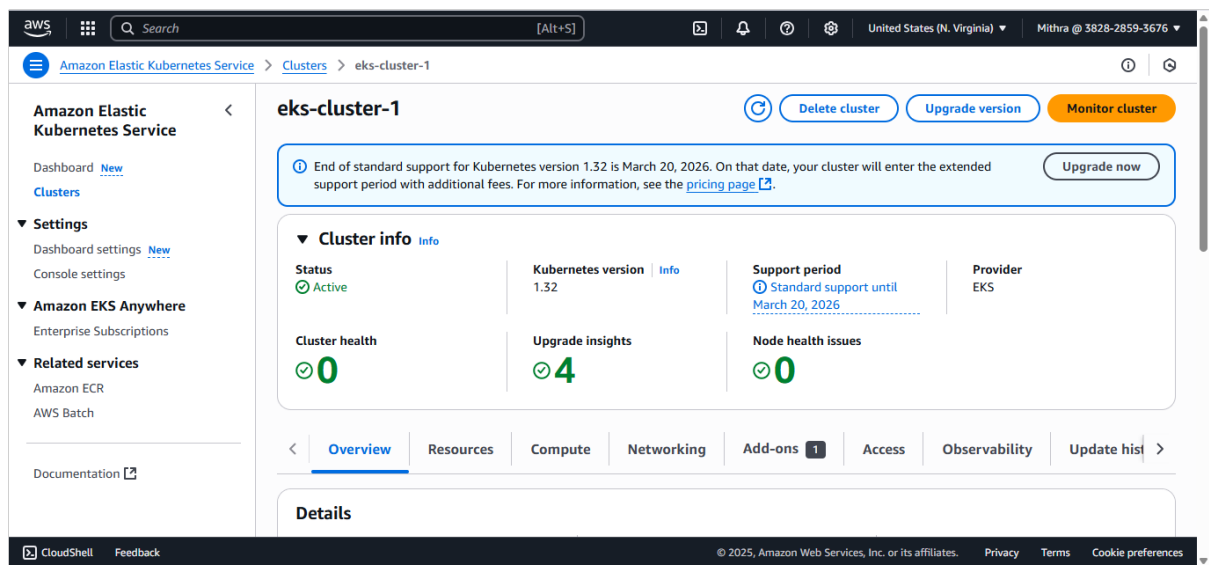 aws
Search [Alt+S]
United States (N. Virginia) ▼
Mithra @ 3828-2859-3676 ▼
Amazon Elastic Kubernetes Service > Clusters > eks-cluster-1
Amazon Elastic
Kubernetes Service
Dashboard New
Clusters
Settings
Dashboard settings New
Console settings
Amazon EKS Anywhere
Enterprise Subscriptions
Related services
Amazon ECR
AWS Batch
Documentation
eks-cluster-1
Delete cluster
Upgrade version
Monitor cluster
End of standard support for Kubernetes version 1.32 is March 20, 2026. On that date, your cluster will enter the extended
support period with additional fees. For more information, see the pricing page.
Upgrade now
Cluster info Info
Status
Active
Kubernetes version Info
1.32
Support period
Standard support until
March 20, 2026
Provider
EKS
Cluster health
0
Upgrade insights
4
Node health issues
0
Overview
Resources
Compute
Networking
Add-ons 1
Access
Observability
Update hist
Details
CloudShell
Feedback
© 2025, Amazon Web Services, Inc. or its affiliates.
Privacy
Terms
Cookie preferences